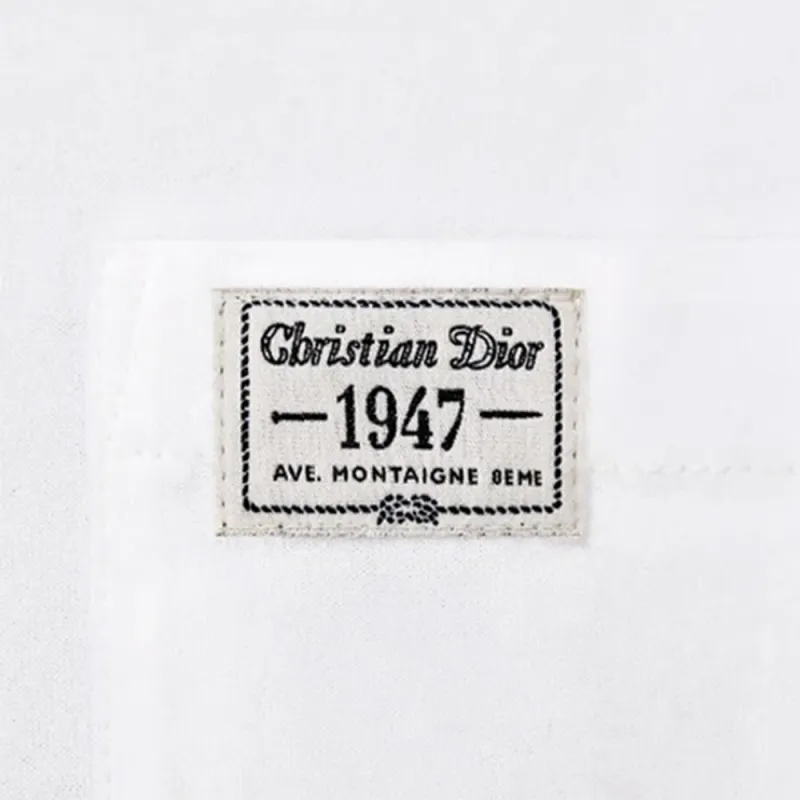 Christian Dior
1947
AVE. MONTAIGNE 8EME